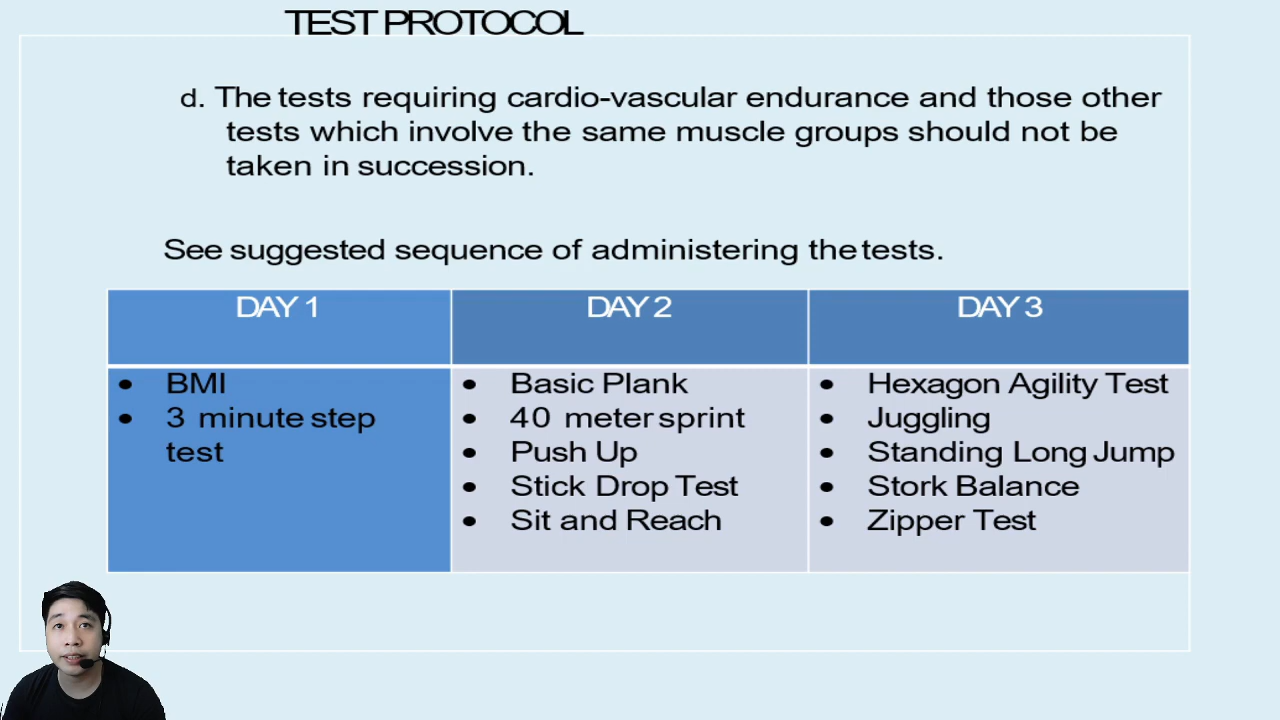 TEST PROTOCOL
d. The tests requiring cardio-vascular endurance and those other
tests which involve the same muscle groups should not be
taken in succession.
See suggested sequence of administering the tests.
DAY 1
DAY 2
DAY 3
• BMI
• 3 minute step
test
• Basic Plank
• 40 meter sprint
• Push Up
• Stick Drop Test
• Sit and Reach
• Hexagon Agility Test
• Juggling
• Standing Long Jump
• Stork Balance
• Zipper Test